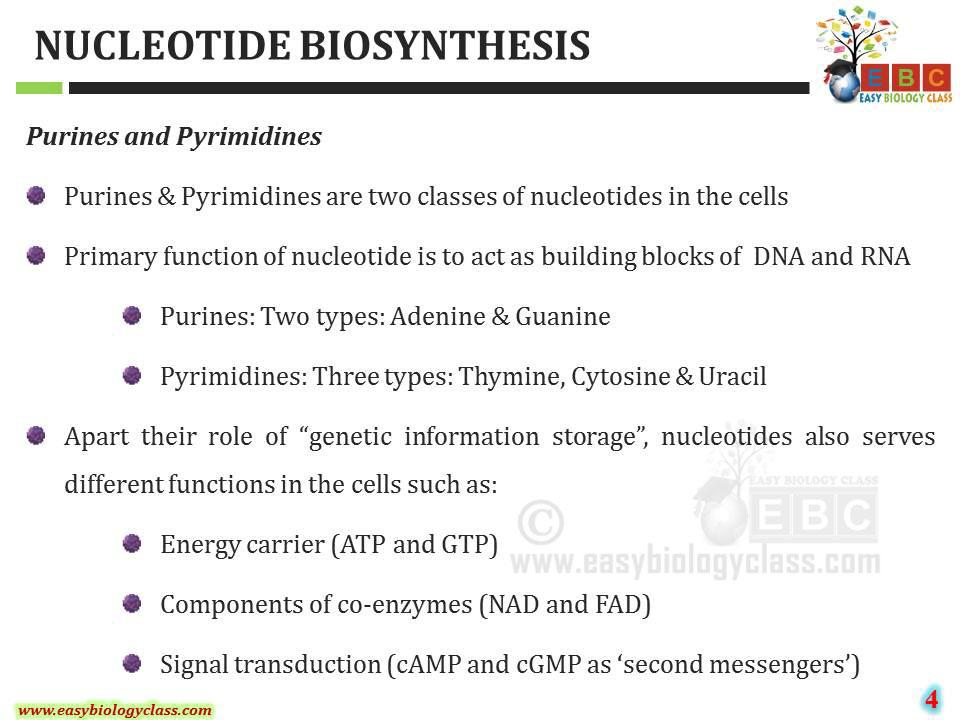 NUCLEOTIDE BIOSYNTHESIS
E B C
EASY BIOLOGY CLASS
Purines and Pyrimidines
Purines & Pyrimidines are two classes of nucleotides in the cells
Primary function of nucleotide is to act as building blocks of DNA and RNA
Purines: Two types: Adenine & Guanine
Pyrimidines: Three types: Thymine, Cytosine & Uracil
Apart their role of “genetic information storage”, nucleotides also serves
different functions in the cells such as:
EASY BIOLOGY CLASS
© EBC
www.easybiologyclass.com
Energy carrier (ATP and GTP)
Components of co-enzymes (NAD and FAD)
Signal transduction (cAMP and cGMP as ‘second messengers’)
www.easybiologyclass.com
4